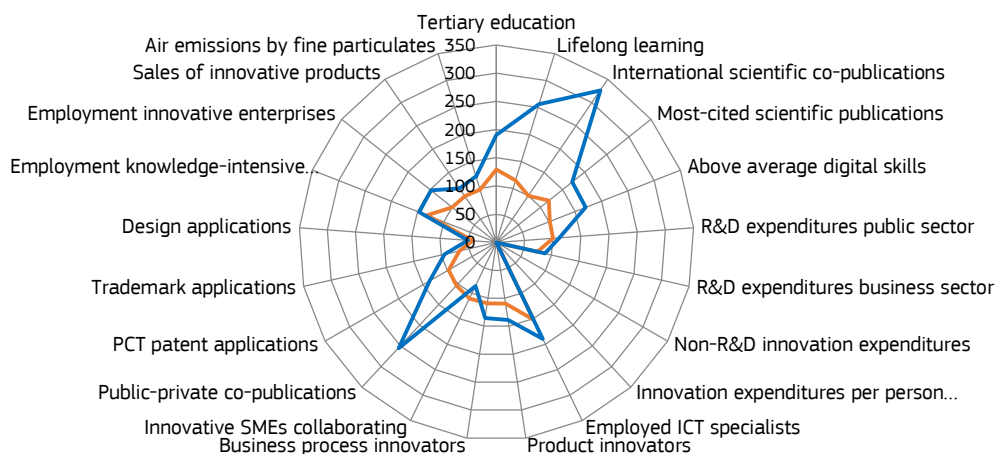 Tertiary education
Lifelong learning
International scientific co-publications
Most-cited scientific publications
Above average digital skills
R&D expenditures public sector
R&D expenditures business sector
Non-R&D innovation expenditures
Innovation expenditures per person...
Employed ICT specialists
Product innovators
Business process innovators
Innovative SMEs collaborating
Public-private co-publications
PCT patent applications
Trademark applications
Design applications
Employment knowledge-intensive...
Employment innovative enterprises
Sales of innovative products
Air emissions by fine particulates
350
300
250
200
150
100
50
0